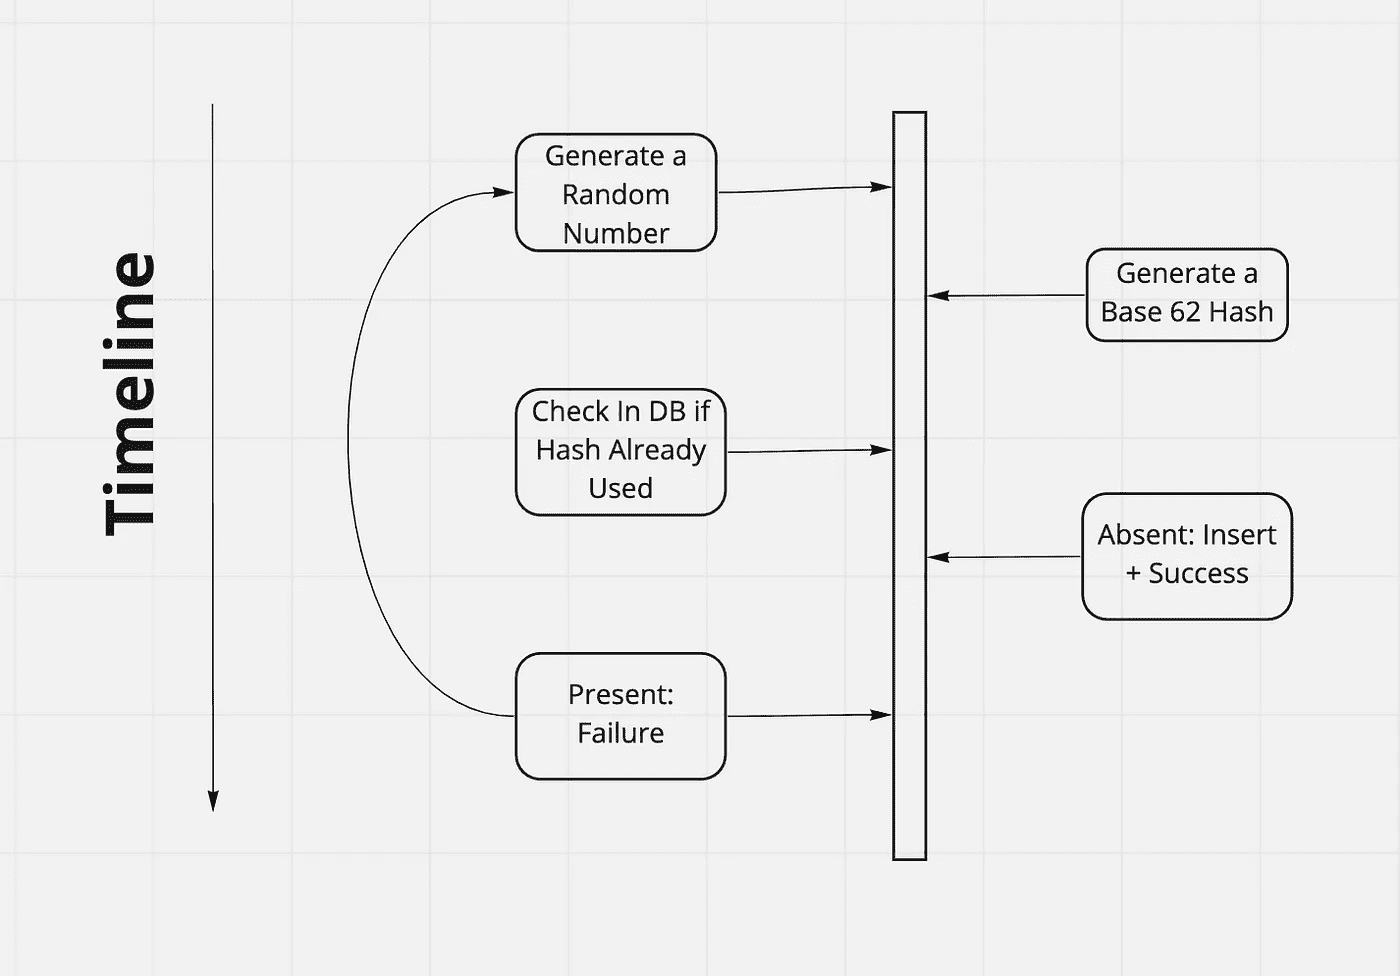 Timeline
Generate a
Random
Number
Generate a
Base 62 Hash
Check In DB if
Hash Already
Used
Absent: Insert
+ Success
Present:
Failure